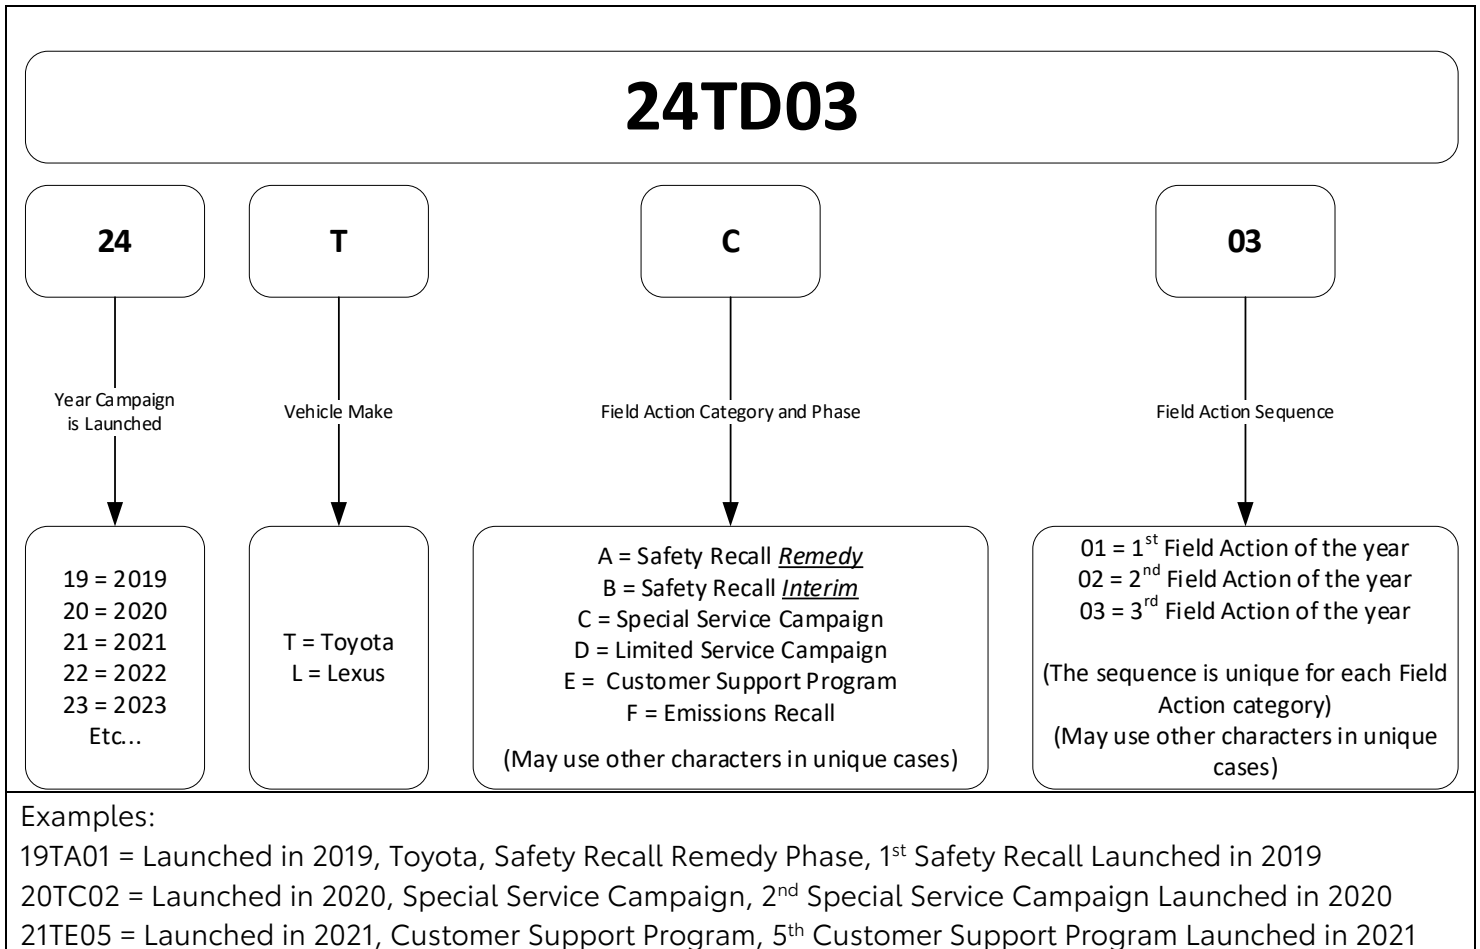 24TD03
24
T
C
03
Year Campaign
is Launched
Vehicle Make
Field Action Category and Phase
Field Action Sequence
19 = 2019
20 = 2020
21 = 2021
22 = 2022
23 = 2023
Etc...
T = Toyota
L = Lexus
A = Safety Recall Remedy
B = Safety Recall Interim
C = Special Service Campaign
D = Limited Service Campaign
E =  Customer Support Program
F = Emissions Recall
(May use other characters in unique cases)
01 = 1st Field Action of the year
02 = 2nd Field Action of the year
03 = 3rd Field Action of the year
(The sequence is unique for each Field
Action category)
(May use other characters in unique
cases)
Examples:
19TA01 = Launched in 2019, Toyota, Safety Recall Remedy Phase, 1st Safety Recall Launched in 2019
20TC02 = Launched in 2020, Special Service Campaign, 2nd Special Service Campaign Launched in 2020
21TE05 = Launched in 2021, Customer Support Program, 5th Customer Support Program Launched in 2021